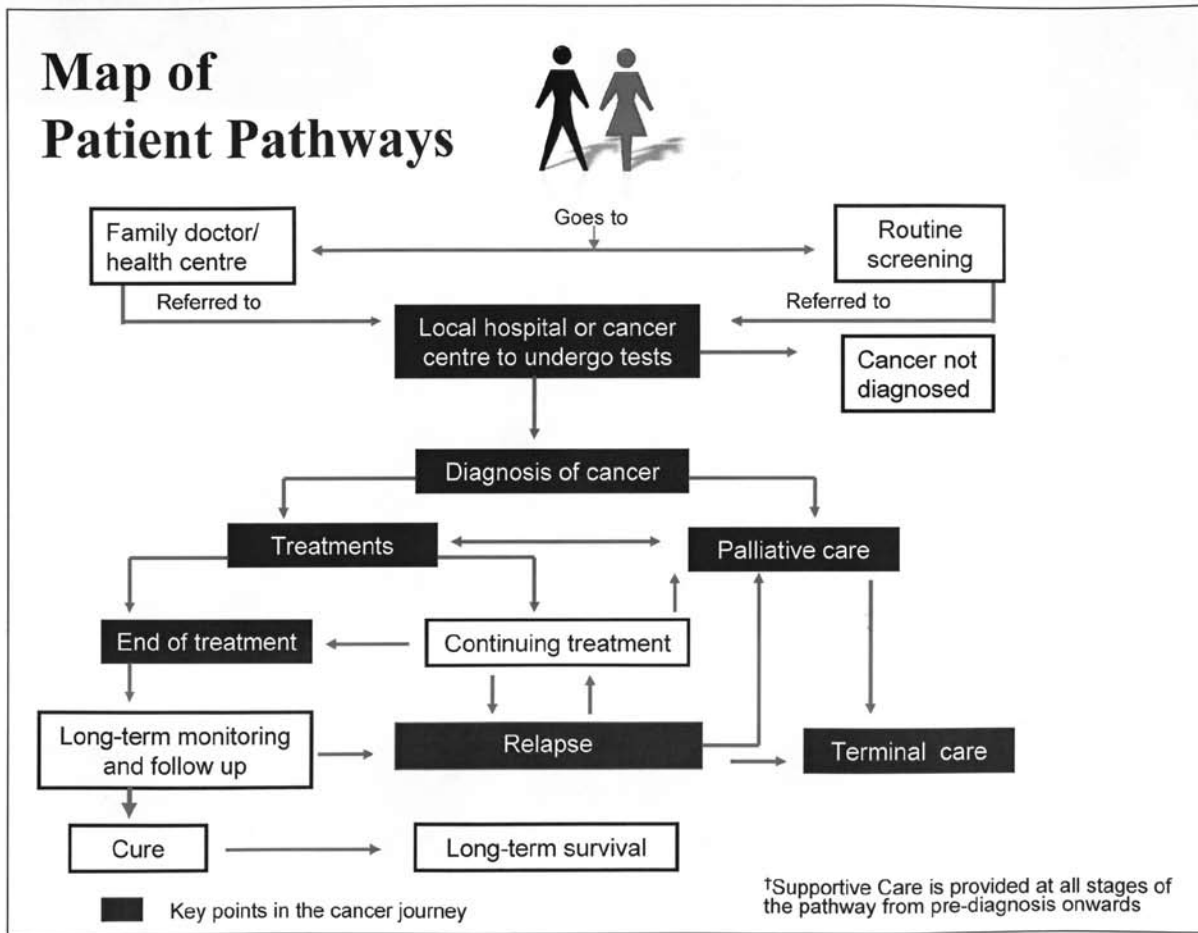 Map of
Patient Pathways
Goes to
Family doctor/
health centre
Routine
screening
Referred to
Referred to
Local hospital or cancer
centre to undergo tests
Cancer not
diagnosed
Diagnosis of cancer
Treatments
Palliative care
End of treatment
Continuing treatment
Long-term monitoring
and follow up
Relapse
Terminal care
Cure
Long-term survival
Key points in the cancer journey
†Supportive Care is provided at all stages of
the pathway from pre-diagnosis onwards